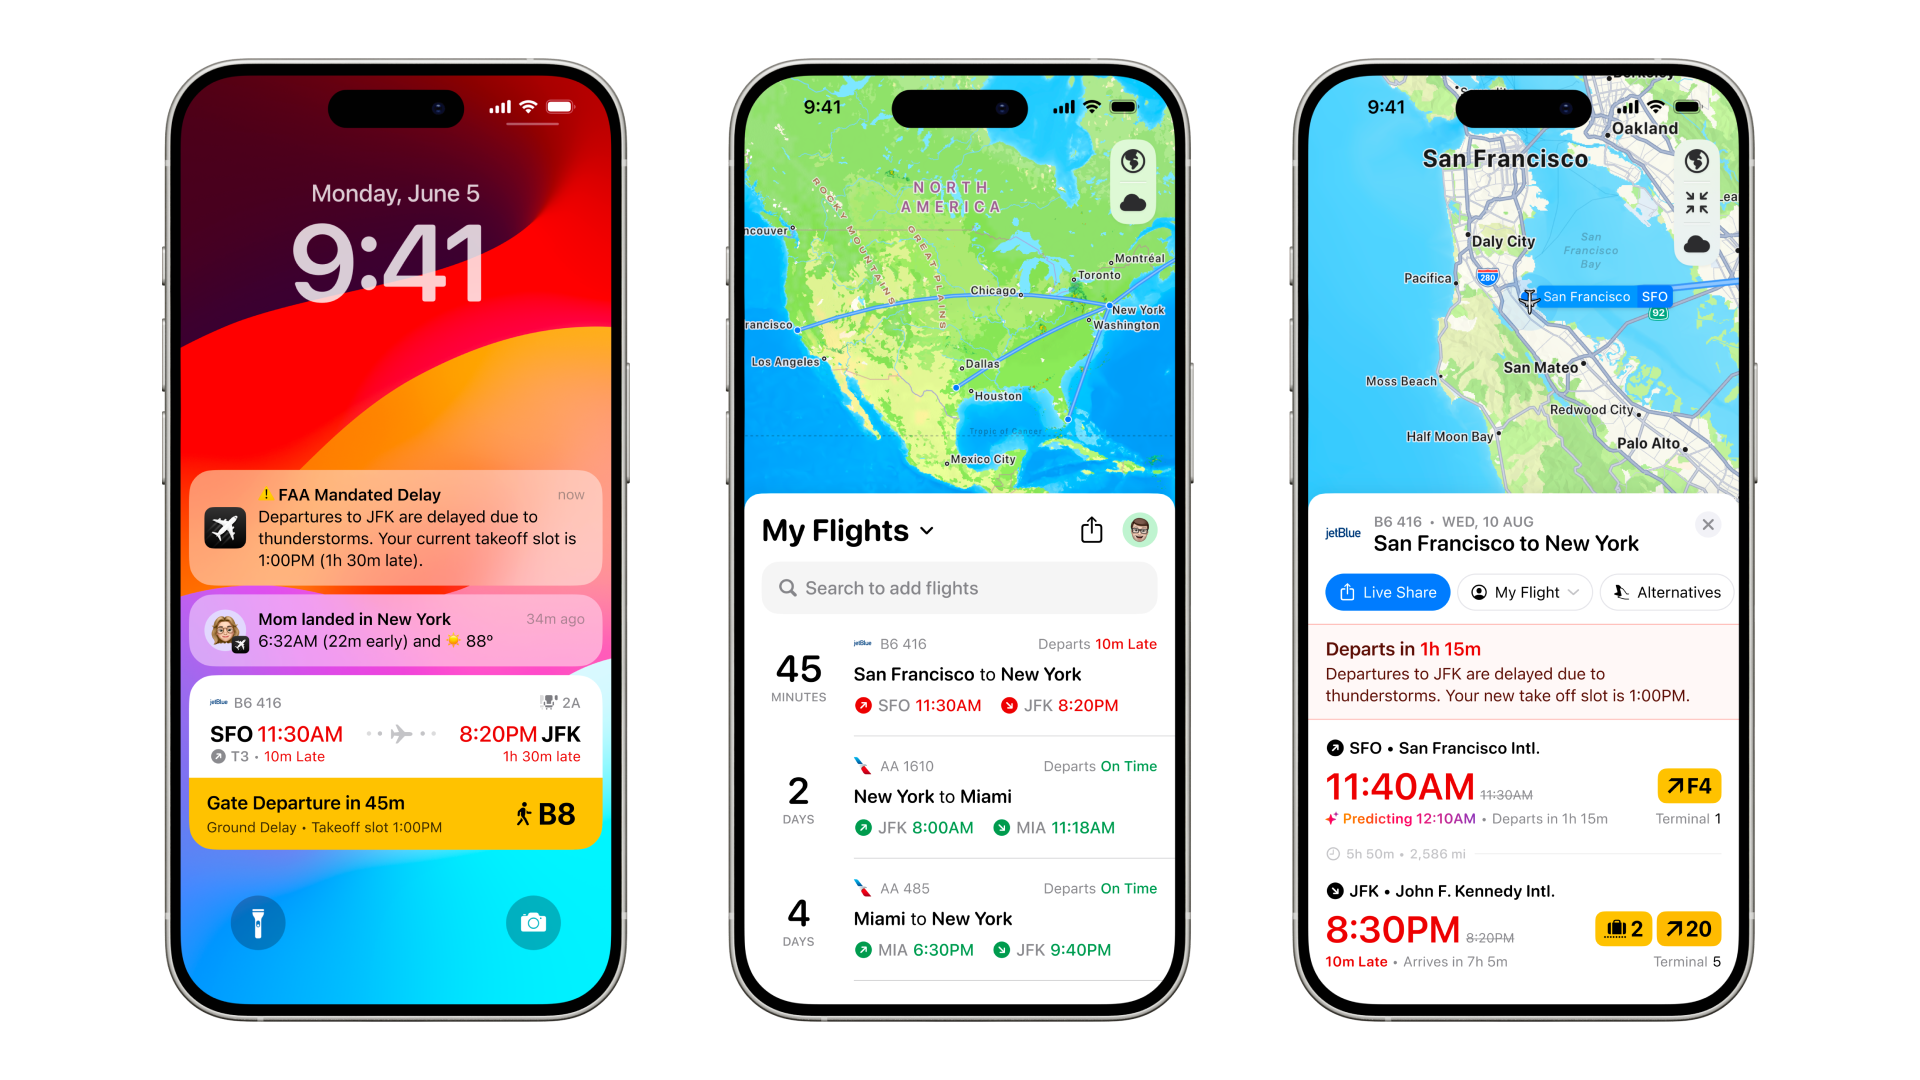 Monday, June 5
9:41
FAA Mandated Delay
now
Departures to JFK are delayed due to
thunderstorms. Your current takeoff slot is
1:00PM (1h 30m late).
Mom landed in New York
34m ago
6:32AM (22m early) and 88°
jetBlue B6 416
2A
SFO 11:30AM
8:20PM JFK
T3 • 10m Late
1h 30m late
Gate Departure in 45m
Ground Delay • Takeoff slot 1:00PM
B8
9:41
NORTH
AMERICA
ROCKY MOUNTAINS
GREAT PLAINS
ncouver
Montréal
Toronto
Chicago
New York
Washington
rancisco
Los Angeles
Dallas
Houston
Tropic of Cancer
Mexico City
My Flights
Search to add flights
45
MINUTES
jetBlue B6 416
Departs 10m Late
San Francisco to New York
SFO 11:30AM
JFK 8:20PM
2
DAYS
AA 1610
Departs On Time
New York to Miami
JFK 8:00AM
MIA 11:18AM
4
DAYS
AA 485
Departs On Time
Miami to New York
MIA 6:30PM
JFK 9:40PM
9:41
Berkeley
Oakland
San Francisco
Lea
Daly City
San
Francisco
Bay
Pacifica
280
San Francisco SFO
92
San Mateo
Moss Beach
Redwood City
Half Moon Bay
Palo Alto
jetBlue
B6 416 • WED, 10 AUG
San Francisco to New York
Live Share
My Flight
Alternatives
Departs in 1h 15m
Departures to JFK are delayed due to
thunderstorms. Your new take off slot is 1:00PM.
SFO • San Francisco Intl.
11:40AM 11:30AM
F4
Predicting 12:10AM • Departs in 1h 15m
Terminal 1
5h 50m • 2,586 mi
JFK • John F. Kennedy Intl.
8:30PM 8:20PM
2
20
10m Late • Arrives in 7h 5m
Terminal 5